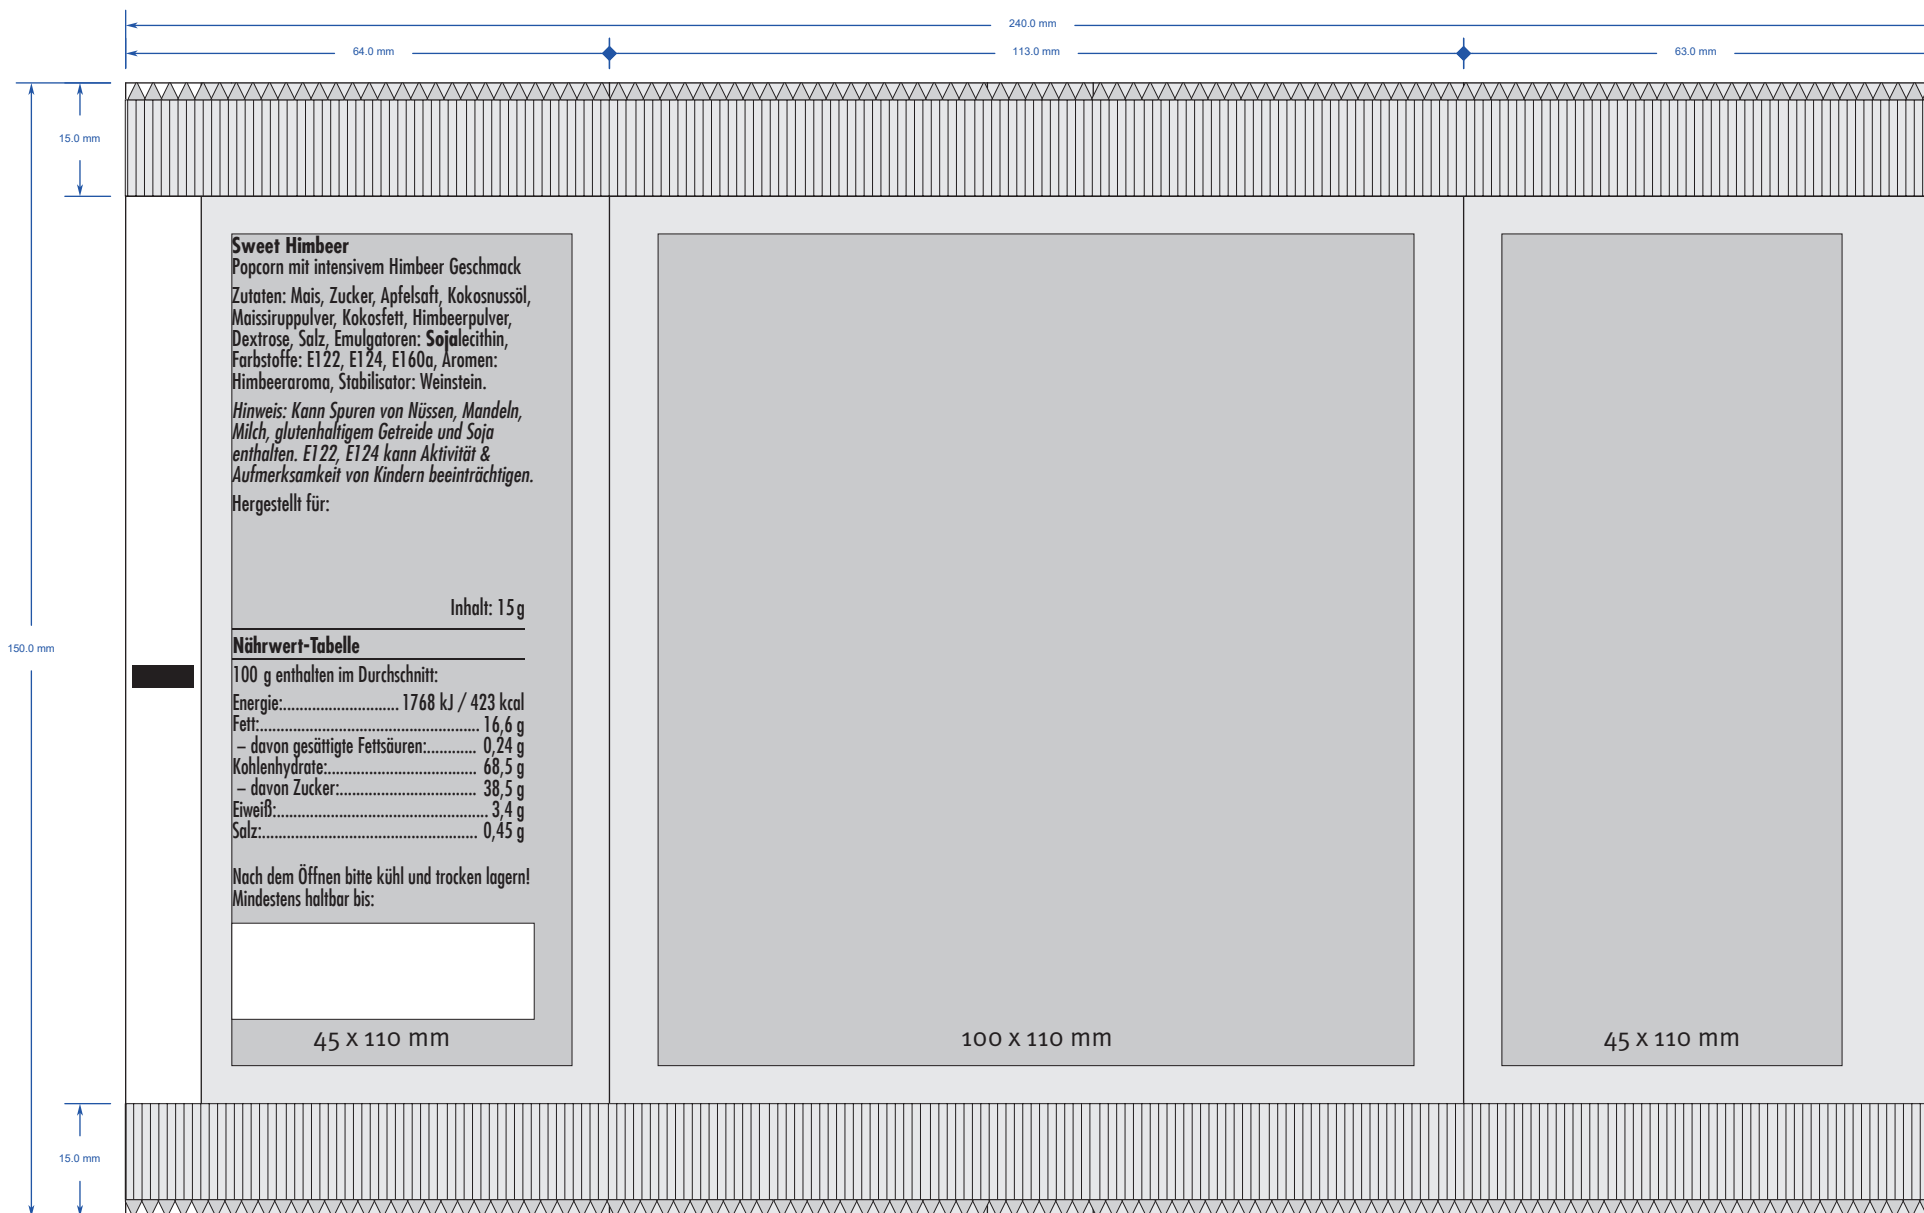 240.0 mm
64.0 mm
113.0 mm
63.0 mm
15.0 mm
150.0 mm
15.0 mm
Sweet Himbeer
Popcorn mit intensivem Himbeer Geschmack
Zutaten: Mais, Zucker, Apfelsaft, Kokosnussöl,
Maissiruppulver, Kokosfett, Himbeerpulver,
Dextrose, Salz, Emulgatoren: Sojalecithin,
Farbstoffe: E122, E124, E160a, Aromen:
Himbeeraroma, Stabilisator: Weinstein.
Hinweis: Kann Spuren von Nüssen, Mandeln,
Milch, glutenhaltigem Getreide und Soja
enthalten. E122, E124 kann Aktivität &
Aufmerksamkeit von Kindern beeinträchtigen.
Hergestellt für:
Inhalt: 15 g
Nährwert-Tabelle
100 g enthalten im Durchschnitt:
Energie:........................... 1768 kJ / 423 kcal
Fett:.................................................... 16,6 g
– davon gesättigte Fettsäuren:............ 0,24 g
Kohlenhydrate:................................... 68,5 g
– davon Zucker:................................ 38,5 g
Eiweiß:.................................................. 3,4 g
Salz:................................................... 0,45 g
Nach dem Öffnen bitte kühl und trocken lagern!
Mindestens haltbar bis:
45 x 110 mm
100 x 110 mm
45 x 110 mm